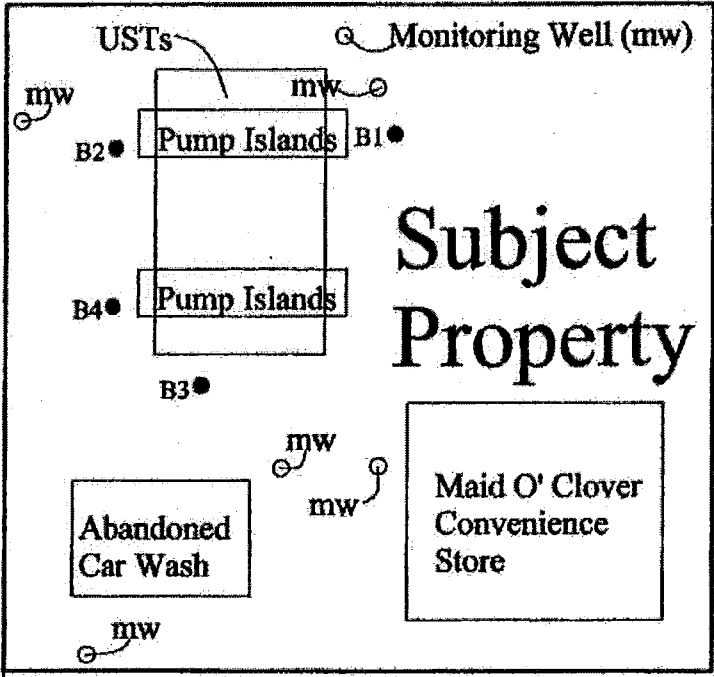 USTs
Monitoring Well (mw)
mw
mw
Pump Islands
B1
B2
Subject
Property
Pump Islands
B4
B3
mw
mw
Maid O' Clover
Convenience
Store
Abandoned
Car Wash
mw